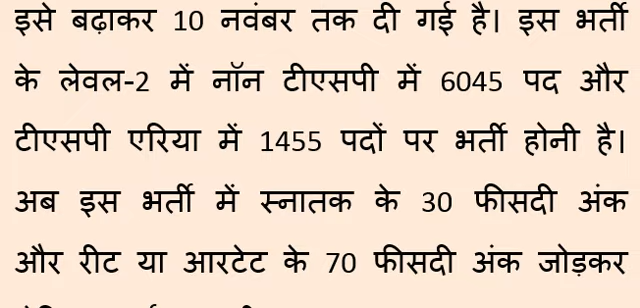 इसे बढ़ाकर 10 नवंबर तक दी गई है। इस भर्ती
के लेवल-2 में नॉन टीएसपी में 6045 पद और
टीएसपी एरिया में 1455 पदों पर भर्ती होनी है।
अब इस भर्ती में स्नातक के 30 फीसदी अंक
और रीट या आरटेट के 70 फीसदी अंक जोड़कर